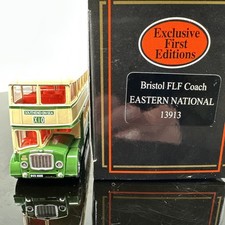 Exclusive
First
Editions
Bristol FLF Coach
EASTERN NATIONAL
13913